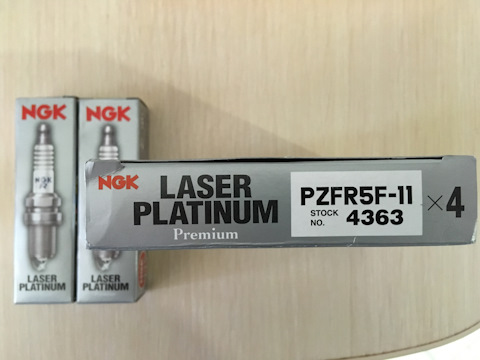 NGK
LASER
PLATINUM
NGK
LASER
PLATINUM
NGK
LASER
PLATINUM
Premium
PZFR5F-11
STOCK
NO. 4363
×4